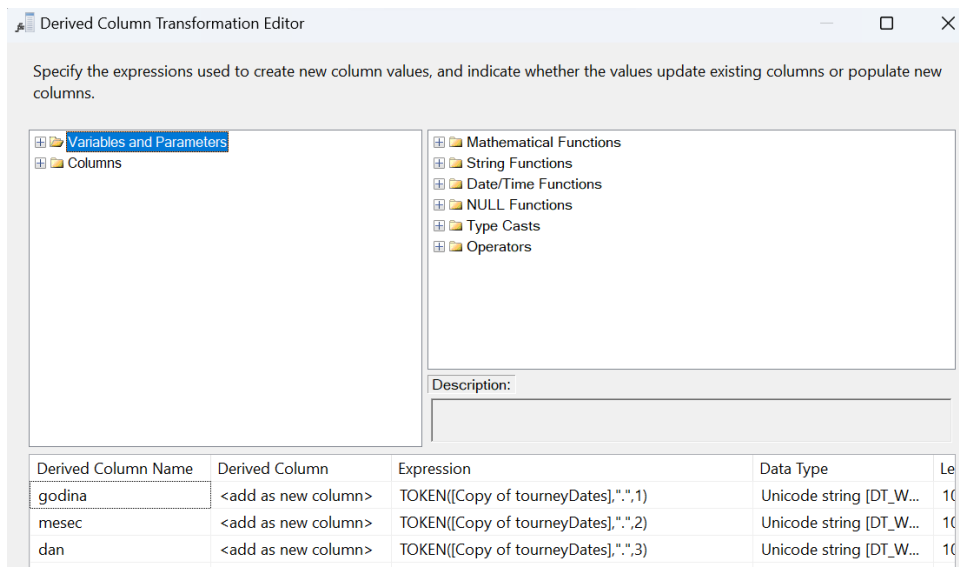 Derived Column Transformation Editor
Specify the expressions used to create new column values, and indicate whether the values update existing columns or populate new
columns.
Variables and Parameters
Columns
Mathematical Functions
String Functions
Date/Time Functions
NULL Functions
Type Casts
Operators
Description:
Derived Column Name Derived Column Expression Data Type Le
godina <add as new column> TOKEN([Copy of tourneyDates],".",1) Unicode string [DT_W... 10
mesec <add as new column> TOKEN([Copy of tourneyDates],".",2) Unicode string [DT_W... 10
dan <add as new column> TOKEN([Copy of tourneyDates],".",3) Unicode string [DT_W... 10